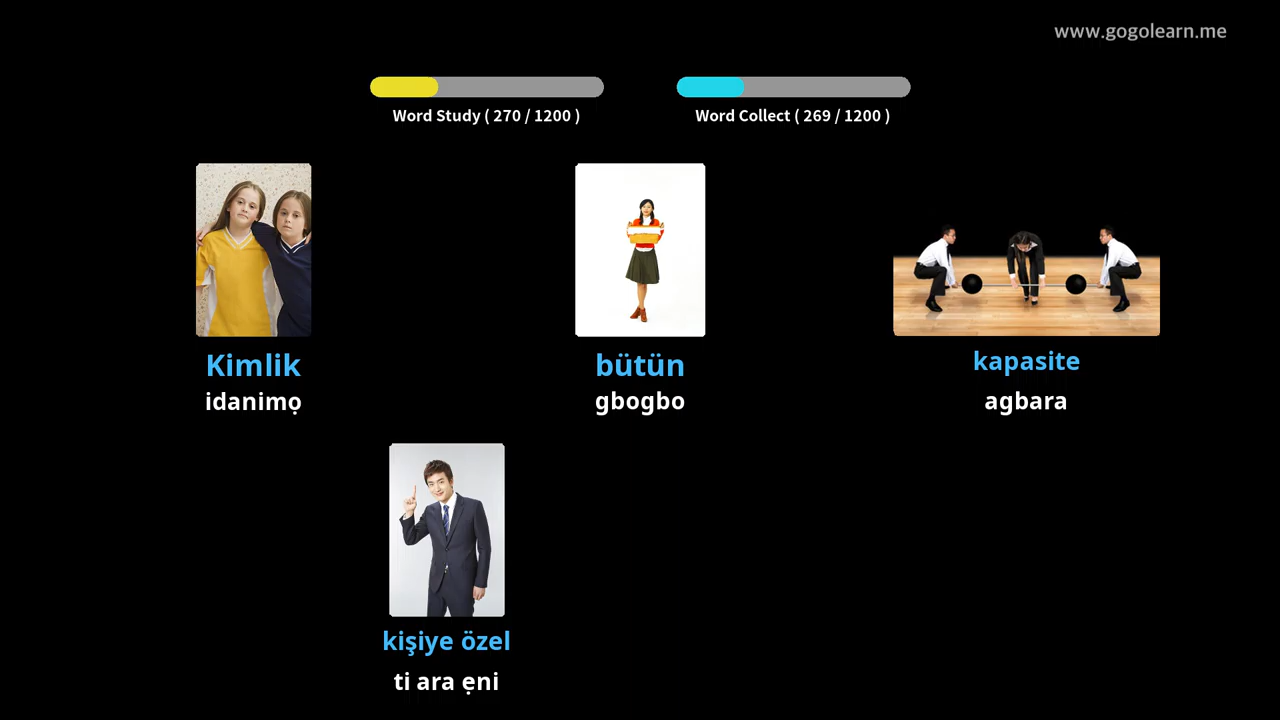 www.gogolearn.me
Word Study ( 270 / 1200 )
Word Collect ( 269 / 1200 )
Kimlik
idanimọ
bütün
gbogbo
kapasite
agbara
kişiye özel
ti ara ẹni